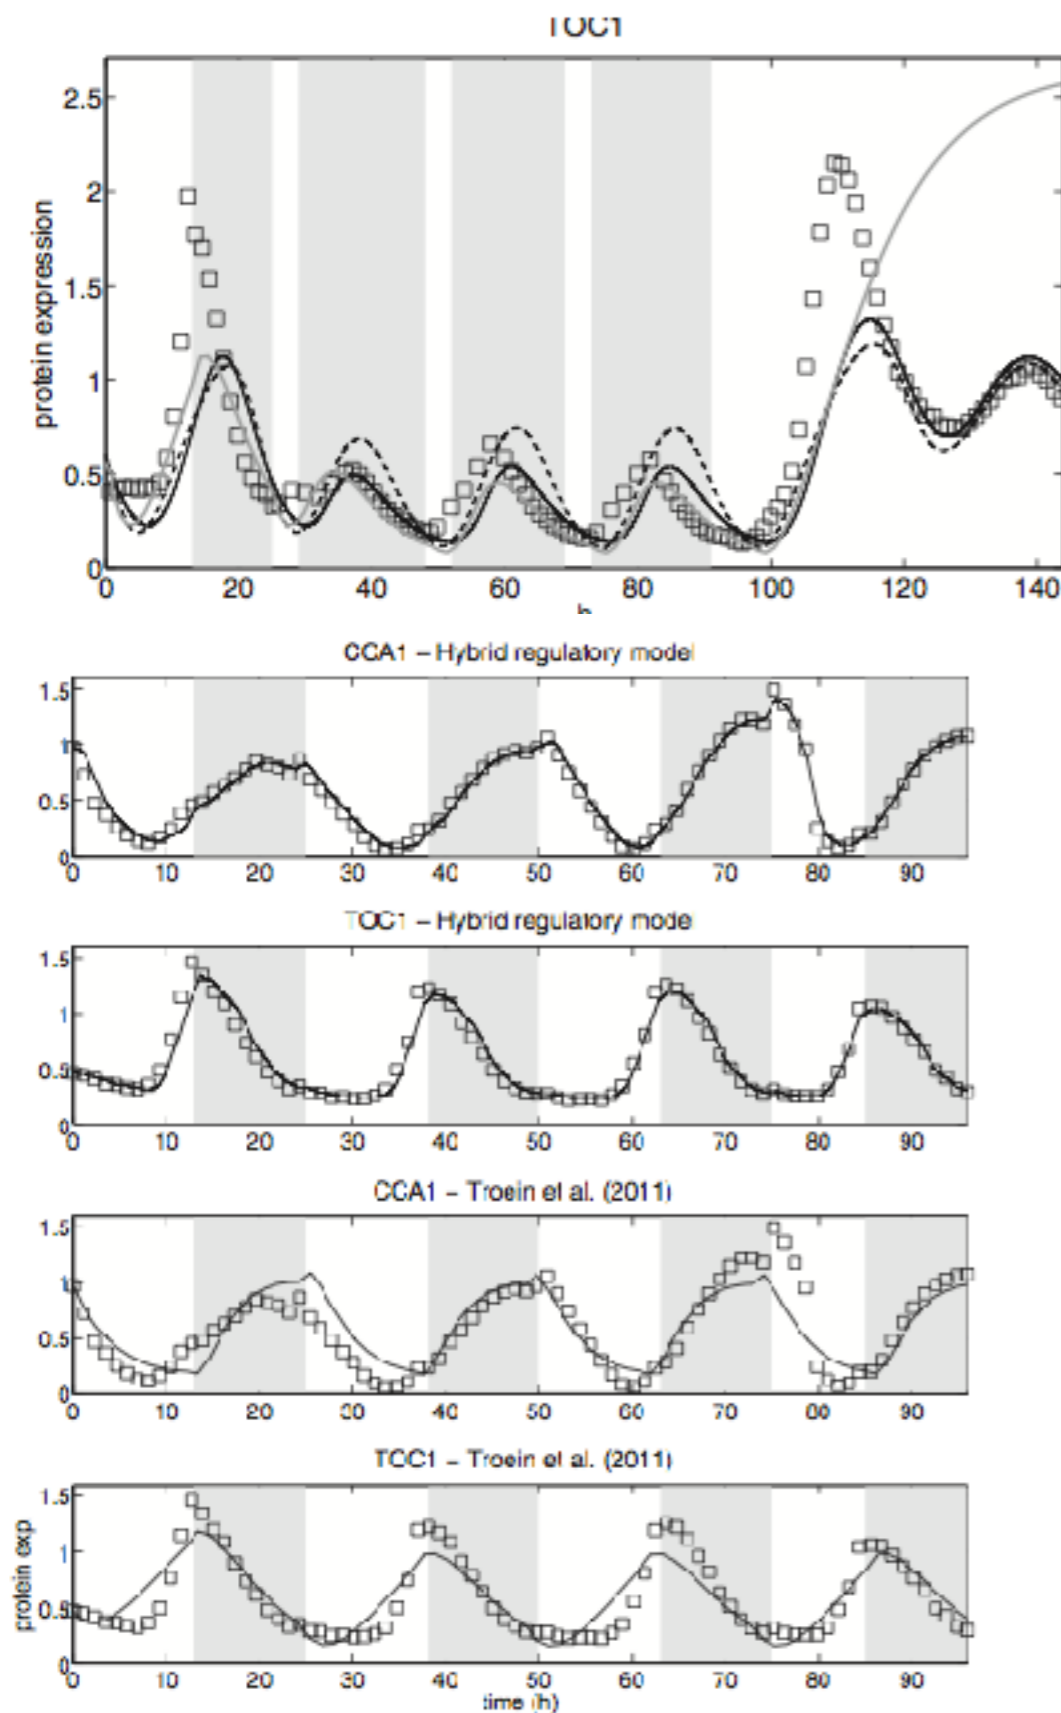 TOC1
2.5
2
1.5
1
0.5
0
protein expression
0 20 40 60 80 100 120 140
h
CCA1 – Hybrid regulatory model
1.5
1
0.5
0
0 10 20 30 40 50 60 70 80 90
TOC1 – Hybrid regulatory model
1.5
1
0.5
0
0 10 20 30 40 50 60 70 80 90
CCA1 – Troein et al. (2011)
1.5
1
0.5
0
0 10 20 30 40 50 60 70 80 90
TOC1 – Troein et al. (2011)
1.5
1
0.5
0
protein exp
0 10 20 30 40 50 60 70 80 90
time (h)